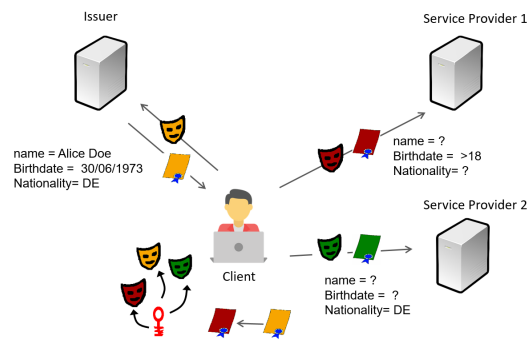 Issuer
Service Provider 1
name = Alice Doe
Birthdate = 30/06/1973
Nationality= DE
name = ?
Birthdate = >18
Nationality= ?
Service Provider 2
Client
name = ?
Birthdate = ?
Nationality= DE